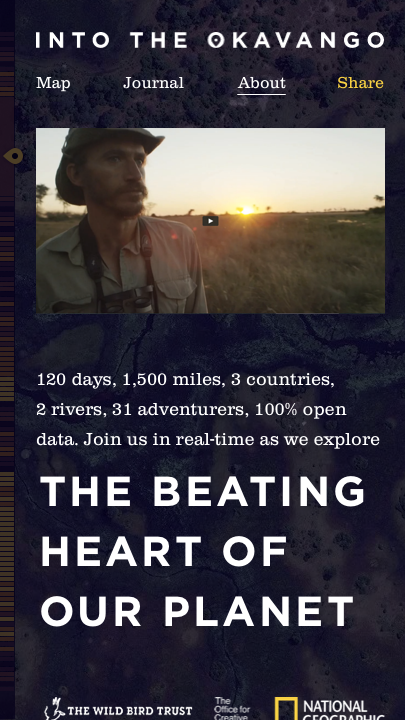 INTO THE OKAVANGO
Map Journal About Share
120 days, 1,500 miles, 3 countries,
2 rivers, 31 adventurers, 100% open
data. Join us in real-time as we explore
THE BEATING
HEART OF
OUR PLANET
THE WILD BIRD TRUST
The
Office for
Creative
NATIONAL
GEOGRAPHIC